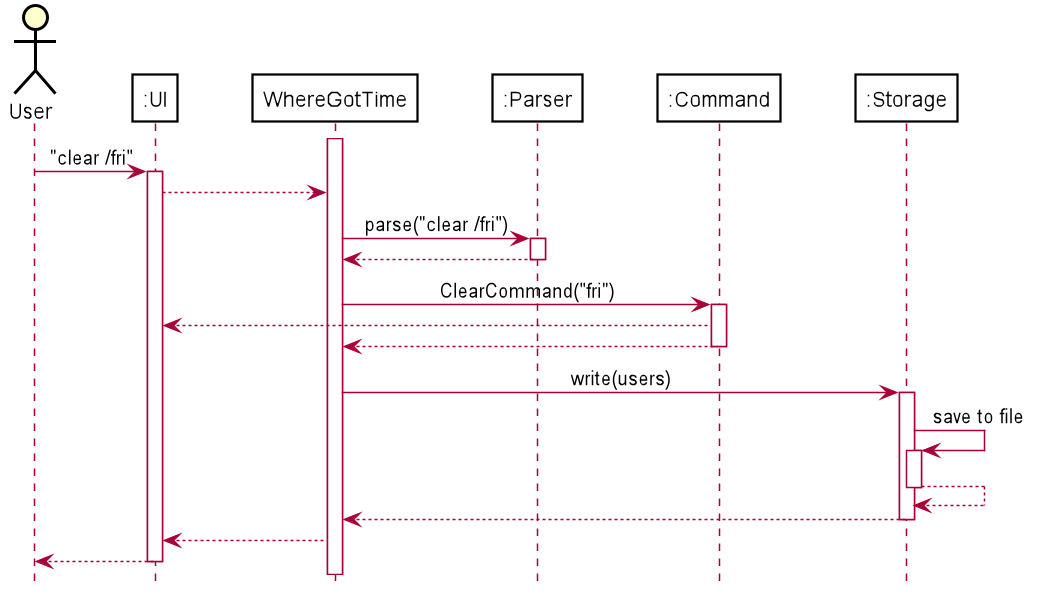 User
:UI
WhereGotTime
:Parser
:Command
:Storage
"clear /fri"
parse("clear /fri")
ClearCommand("fri")
write(users)
save to file